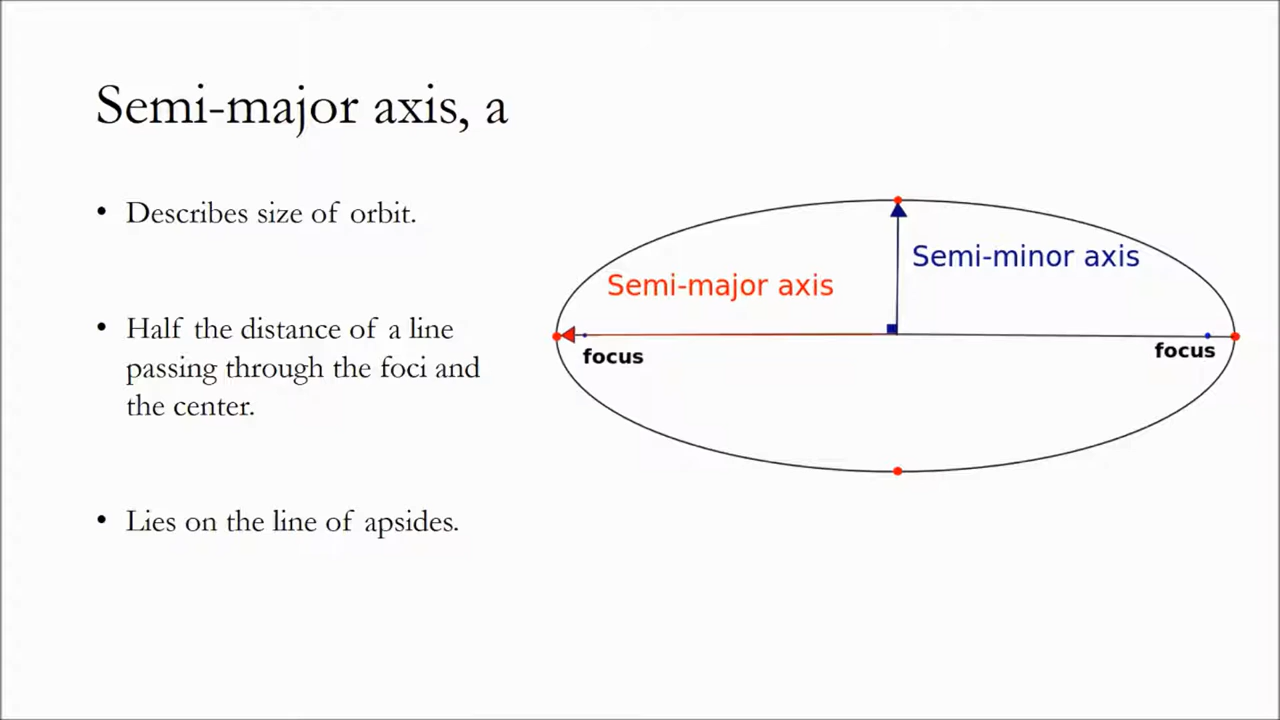 Semi-major axis, a
• Describes size of orbit.
• Half the distance of a line
passing through the foci and
the center.
• Lies on the line of apsides.
Semi-minor axis
Semi-major axis
focus
focus